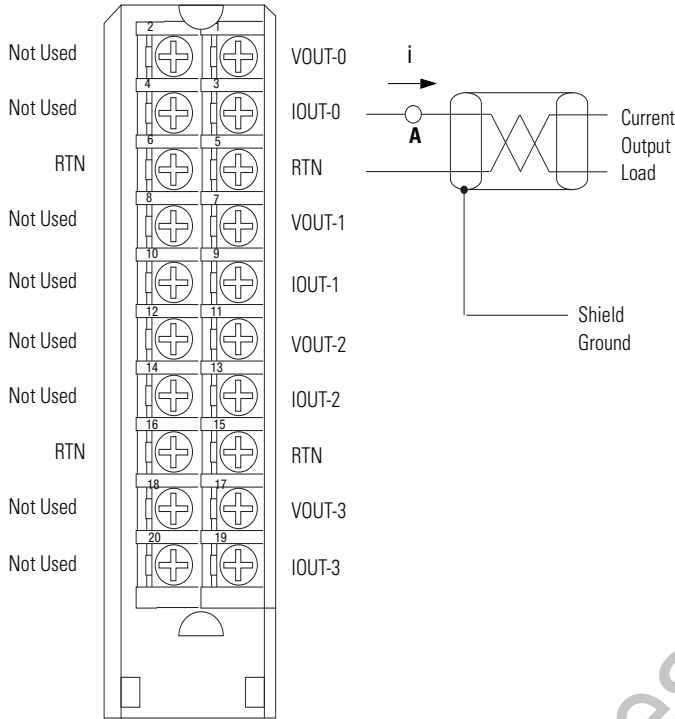 2 1
Not Used VOUT-0 i
4 3
Not Used IOUT-0 A Current
Output
Load
6 5
RTN RTN
8 7
Not Used VOUT-1
10 9
Not Used IOUT-1
12 11
Not Used VOUT-2
Shield
Ground
14 13
Not Used IOUT-2
16 15
RTN RTN
18 17
Not Used VOUT-3
20 19
Not Used IOUT-3